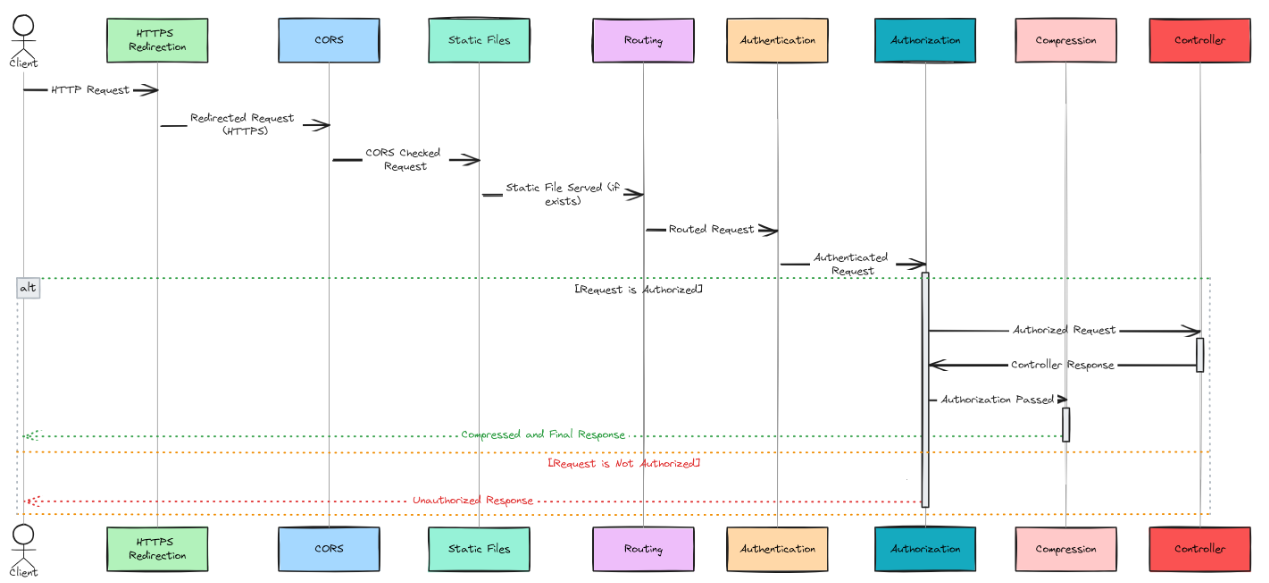 HTTPS
Redirection
CORS
Static Files
Routing
Authentication
Authorization
Compression
Controller
Client
HTTP Request
Redirected Request
(HTTPS)
CORS Checked
Request
Static File Served (if
exists)
Routed Request
Authenticated
Request
alt
[Request is Authorized]
Authorized Request
Controller Response
Authorization Passed
Compressed and Final Response
[Request is Not Authorized]
Unauthorized Response
HTTPS
Redirection
CORS
Static Files
Routing
Authentication
Authorization
Compression
Controller
Client